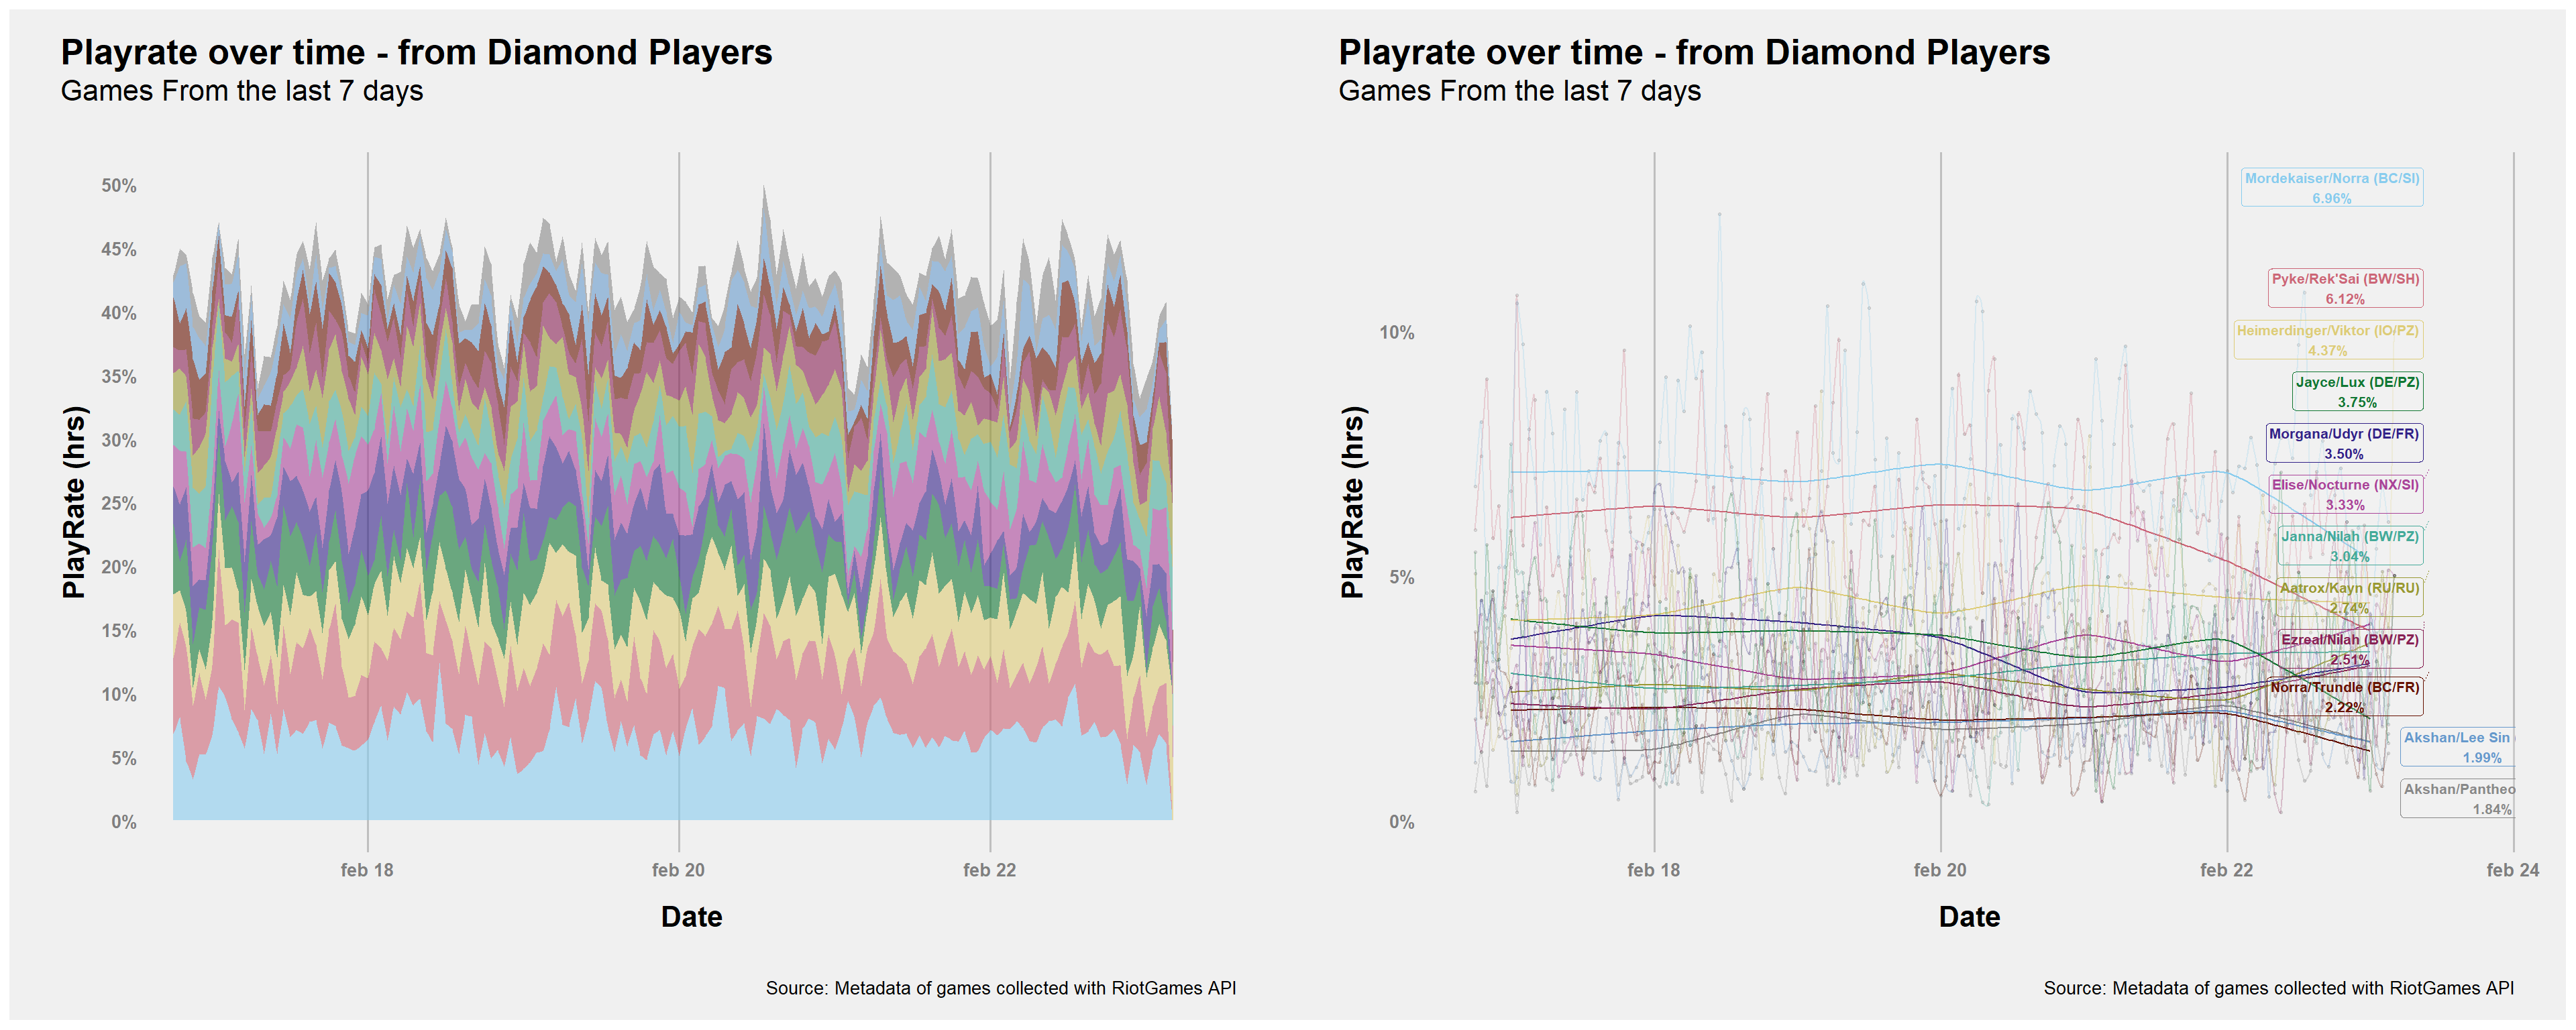 Playrate over time - from Diamond Players
Games From the last 7 days
50%
45%
40%
35%
30%
25%
20%
15%
10%
5%
0%
PlayRate (hrs)
feb 18
feb 20
feb 22
Date
Source: Metadata of games collected with RiotGames API
Playrate over time - from Diamond Players
Games From the last 7 days
10%
5%
0%
PlayRate (hrs)
Mordekaiser/Norra (BC/SI)
6.96%
Pyke/Rek'Sai (BW/SH)
6.12%
Heimerdinger/Viktor (IO/PZ)
4.37%
Jayce/Lux (DE/PZ)
3.75%
Morgana/Udyr (DE/FR)
3.50%
Elise/Nocturne (NX/SI)
3.33%
Janna/Nilah (BW/PZ)
3.04%
Aatrox/Kayn (RU/RU)
2.74%
Ezreal/Nilah (BW/PZ)
2.51%
Norra/Trundle (BC/FR)
2.22%
Akshan/Lee Sin
1.99%
Akshan/Pantheo
1.84%
feb 18
feb 20
feb 22
feb 24
Date
Source: Metadata of games collected with RiotGames API